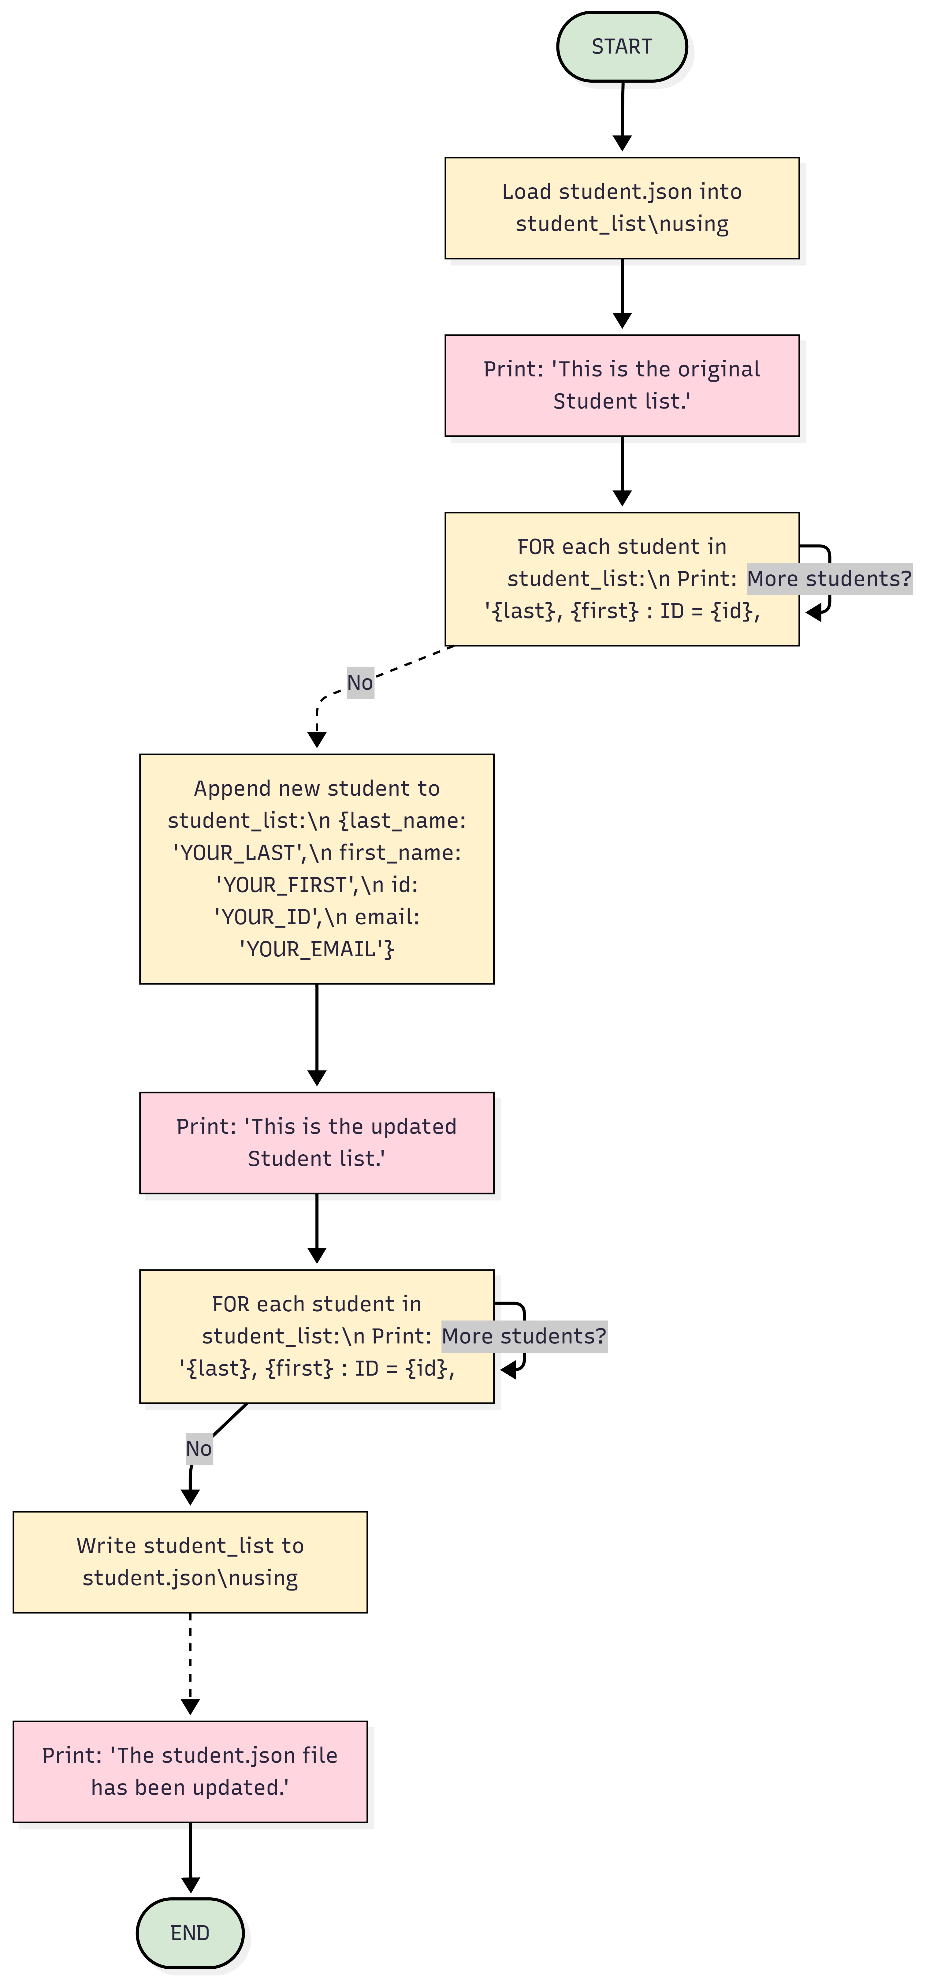 START
Load student.json into
student_list\nusing
Print: 'This is the original
Student list.'
FOR each student in
student_list:\n Print:
'{last}, {first} : ID = {id},
More students?
No
Append new student to
student_list:\n {last_name:
'YOUR_LAST',\n first_name:
'YOUR_FIRST',\n id:
'YOUR_ID',\n email:
'YOUR_EMAIL'}
Print: 'This is the updated
Student list.'
FOR each student in
student_list:\n Print:
'{last}, {first} : ID = {id},
More students?
No
Write student_list to
student.json\nusing
Print: 'The student.json file
has been updated.'
END